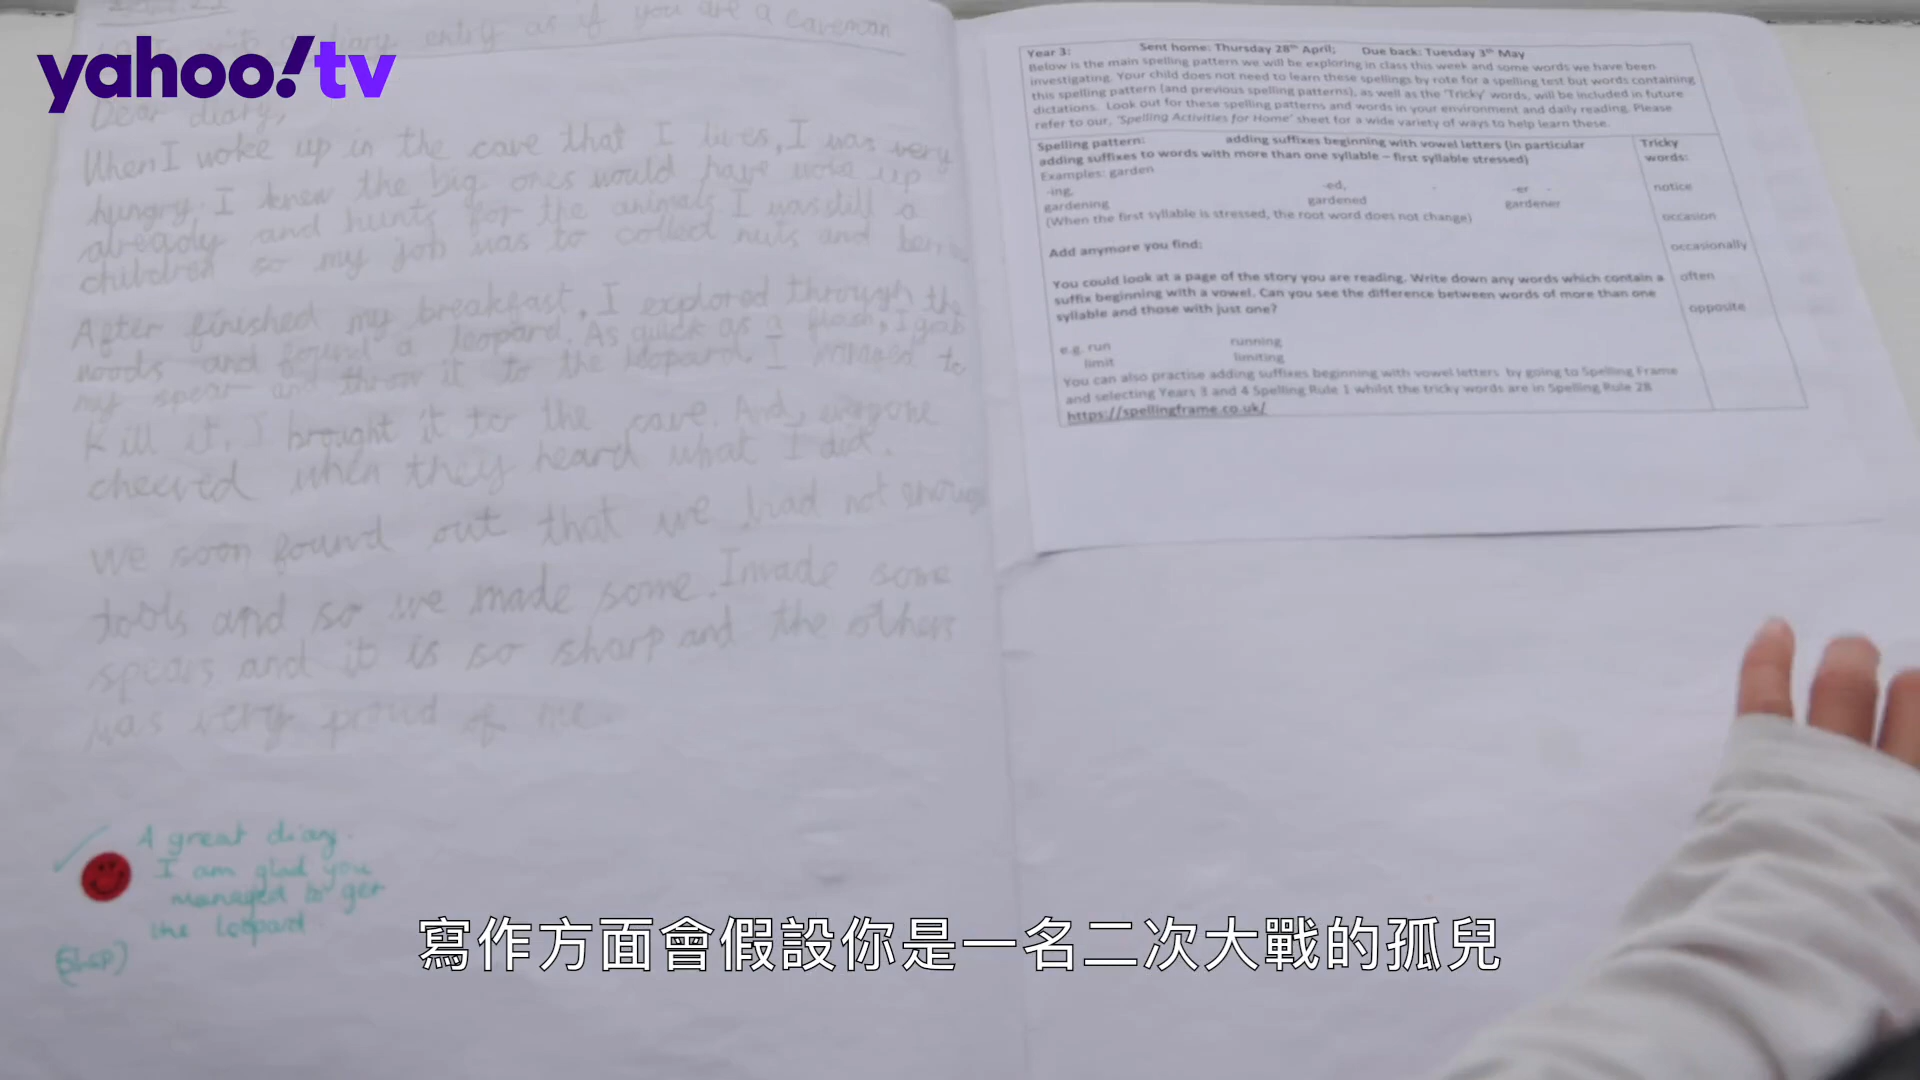 yahoo!tv
diary entry as if you are a caveman
Dear diary,
When I woke up in the cave that I lives, I was very
hungry. I knew the big ones would have woke up
already and hunts for the animals. I was still a
children so my job was to collect nuts and
After finished my breakfast, I explored through the
woods and found a leopard. As quick as a flash, I grab
my spear and throw it to the leopard. I managed to
kill it. I brought it to the cave. And, everyone
cheered when they heard what I did.
We soon found out that we had not enough
tools and so we made some. I made some
spears and it is so sharp and the others
was very proud of me.
A great diary.
I am glad you
managed to get
the leopard.
Year 3: Sent home: Thursday 28th April; Due back: Tuesday 3rd May
Below is the main spelling pattern we will be exploring in class this week and some words we have been
investigating. Your child does not need to learn these spellings by rote for a spelling test but words containing
this spelling pattern (and previous spelling patterns), as well as the 'Tricky' words, will be included in future
dictations. Look out for these spelling patterns and words in your environment and daily reading. Please
refer to our, 'Spelling Activities for Home' sheet for a wide variety of ways to help learn these.
Spelling pattern: adding suffixes beginning with vowel letters (in particular
adding suffixes to words with more than one syllable – first syllable stressed)
Examples: garden
-ing, -ed, -er
gardening gardened gardener
(When the first syllable is stressed, the root word does not change)
Add anymore you find:
You could look at a page of the story you are reading. Write down any words which contain a
suffix beginning with a vowel. Can you see the difference between words of more than one
syllable and those with just one?
e.g. run running
limit limiting
You can also practise adding suffixes beginning with vowel letters by going to Spelling Frame
and selecting Years 3 and 4 Spelling Rule 1 whilst the tricky words are in Spelling Rule 28
https://spellingframe.co.uk/
Tricky
words:
notice
occasion
occasionally
often
opposite
寫作方面會假設你是一名二次大戰的孤兒